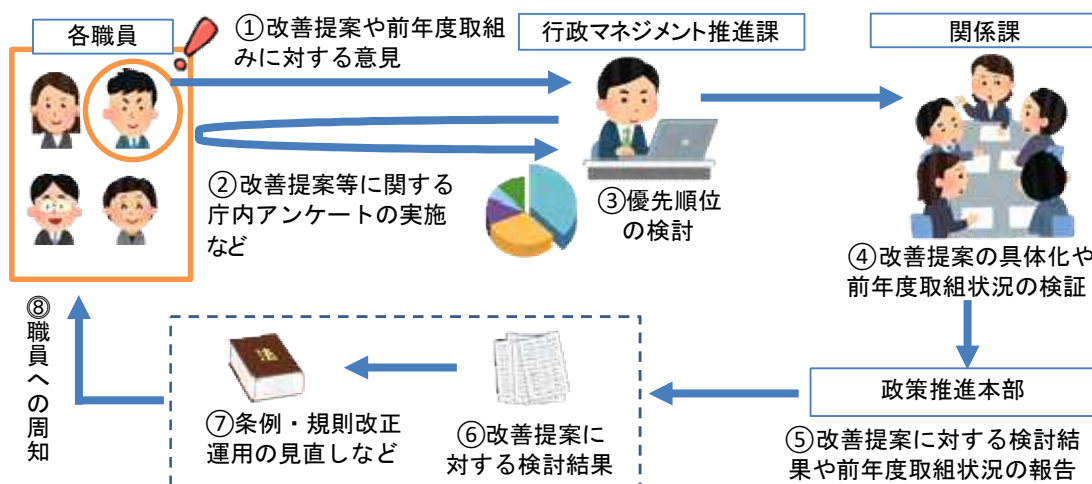 各職員
①改善提案や前年度取組
みに対する意見
行政マネジメント推進課
関係課
②改善提案等に関する
庁内アンケートの実施
など
③優先順位
の検討
④改善提案の具体化や
前年度取組状況の検証
政策推進本部
⑤改善提案に対する検討結
果や前年度取組状況の報告
⑥改善提案に
対する検討結果
法
⑦条例・規則改正
運用の見直しなど
⑧職員への周知